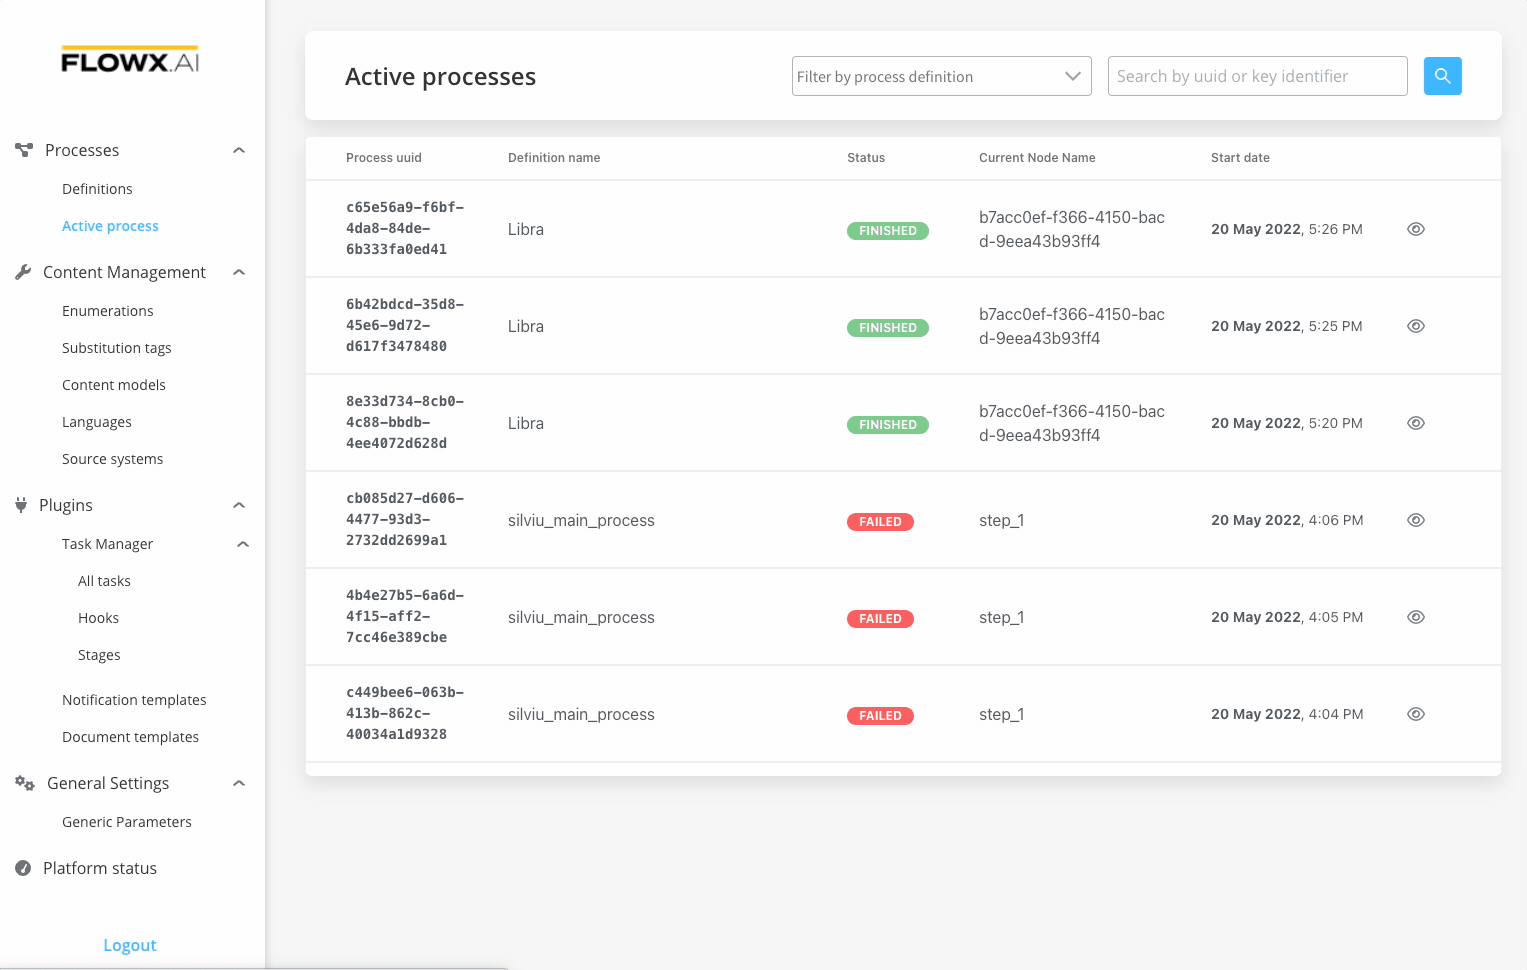 FLOWX.AI
Processes
Definitions
Active process
Content Management
Enumerations
Substitution tags
Content models
Languages
Source systems
Plugins
Task Manager
All tasks
Hooks
Stages
Notification templates
Document templates
General Settings
Generic Parameters
Platform status
Logout
Active processes
Filter by process definition
Search by uuid or key identifier
Process uuid Definition name Status Current Node Name Start date
c65e56a9-f6bf-
4da8-84de-
6b333fa0ed41
Libra
FINISHED
b7acc0ef-f366-4150-bac
d-9eea43b93ff4
20 May 2022, 5:26 PM
6b42bdcd-35d8-
45e6-9d72-
d617f3478480
Libra
FINISHED
b7acc0ef-f366-4150-bac
d-9eea43b93ff4
20 May 2022, 5:25 PM
8e33d734-8cb0-
4c88-bbdb-
4ee4072d628d
Libra
FINISHED
b7acc0ef-f366-4150-bac
d-9eea43b93ff4
20 May 2022, 5:20 PM
cb085d27-d606-
4477-93d3-
2732dd2699a1
silviu_main_process
FAILED
step_1
20 May 2022, 4:06 PM
4b4e27b5-6a6d-
4f15-aff2-
7cc46e389cbe
silviu_main_process
FAILED
step_1
20 May 2022, 4:05 PM
c449bee6-063b-
413b-862c-
40034a1d9328
silviu_main_process
FAILED
step_1
20 May 2022, 4:04 PM